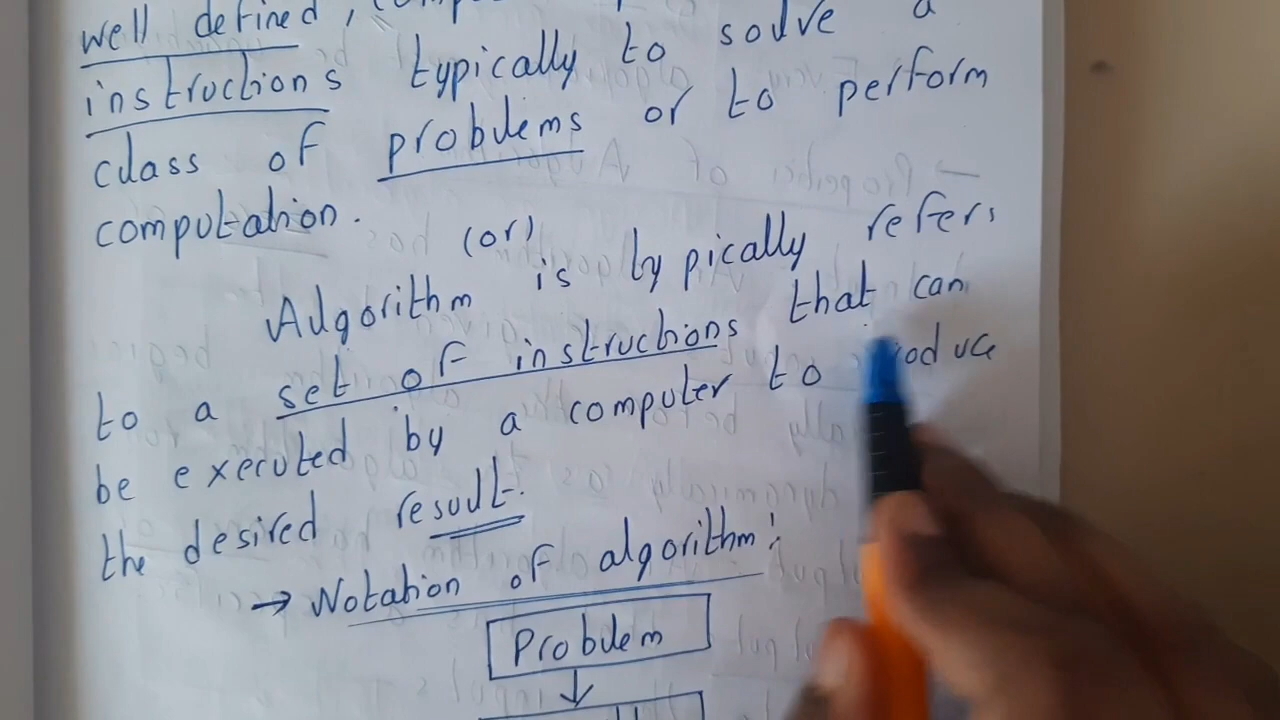 well defined,
instructions typically to solve a
class of problems or to perform
computation.
(or)
Algorithm is typically refers
to a set of instructions that can
be executed by a computer to produce
the desired result.
→ Notation of algorithm:
Problem